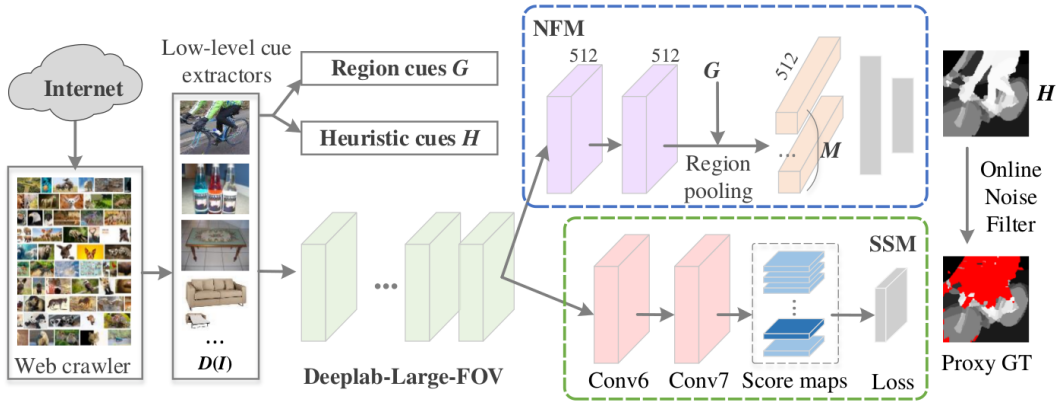 Internet
Web crawler
Low-level cue
extractors
...
D(I)
Region cues G
Heuristic cues H
...
Deeplab-Large-FOV
NFM
512
512
G
Region
pooling
512
...
M
SSM
Conv6
Conv7
Score maps
Loss
H
Online
Noise
Filter
Proxy GT